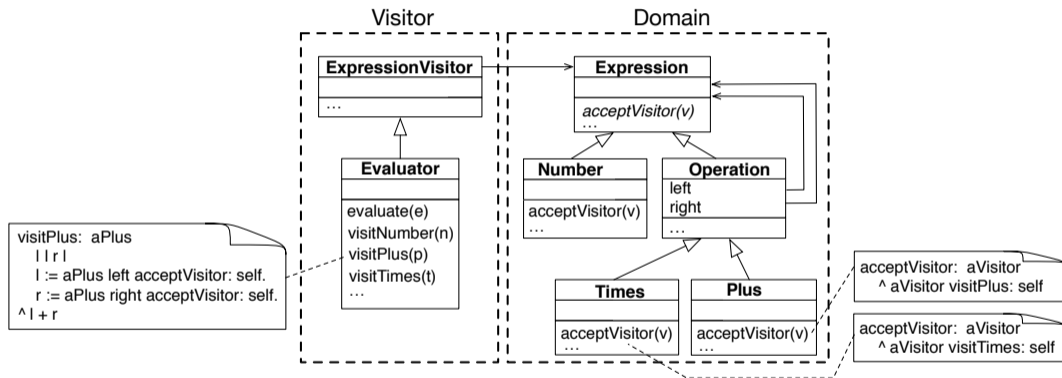 Visitor
Domain
ExpressionVisitor
...
Expression
acceptVisitor(v)
...
Evaluator
evaluate(e)
visitNumber(n)
visitPlus(p)
visitTimes(t)
...
Number
acceptVisitor(v)
...
Operation
left
right
...
Times
acceptVisitor(v)
...
Plus
acceptVisitor(v)
...
visitPlus: aPlus
| l r |
l := aPlus left acceptVisitor: self.
r := aPlus right acceptVisitor: self.
^ l + r
acceptVisitor: aVisitor
^ aVisitor visitPlus: self
acceptVisitor: aVisitor
^ aVisitor visitTimes: self